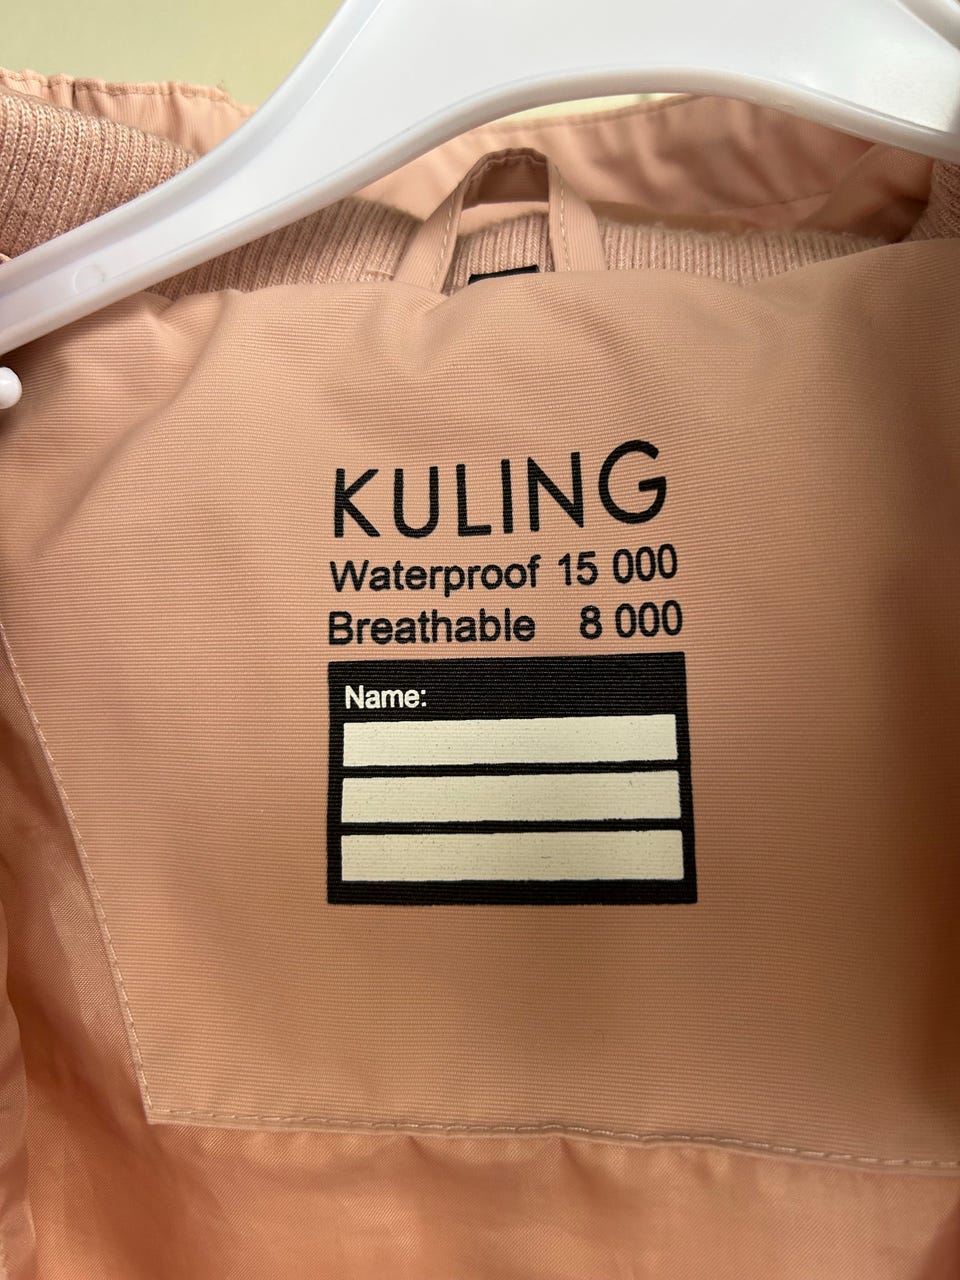 KULING
Waterproof 15 000
Breathable 8 000
Name: